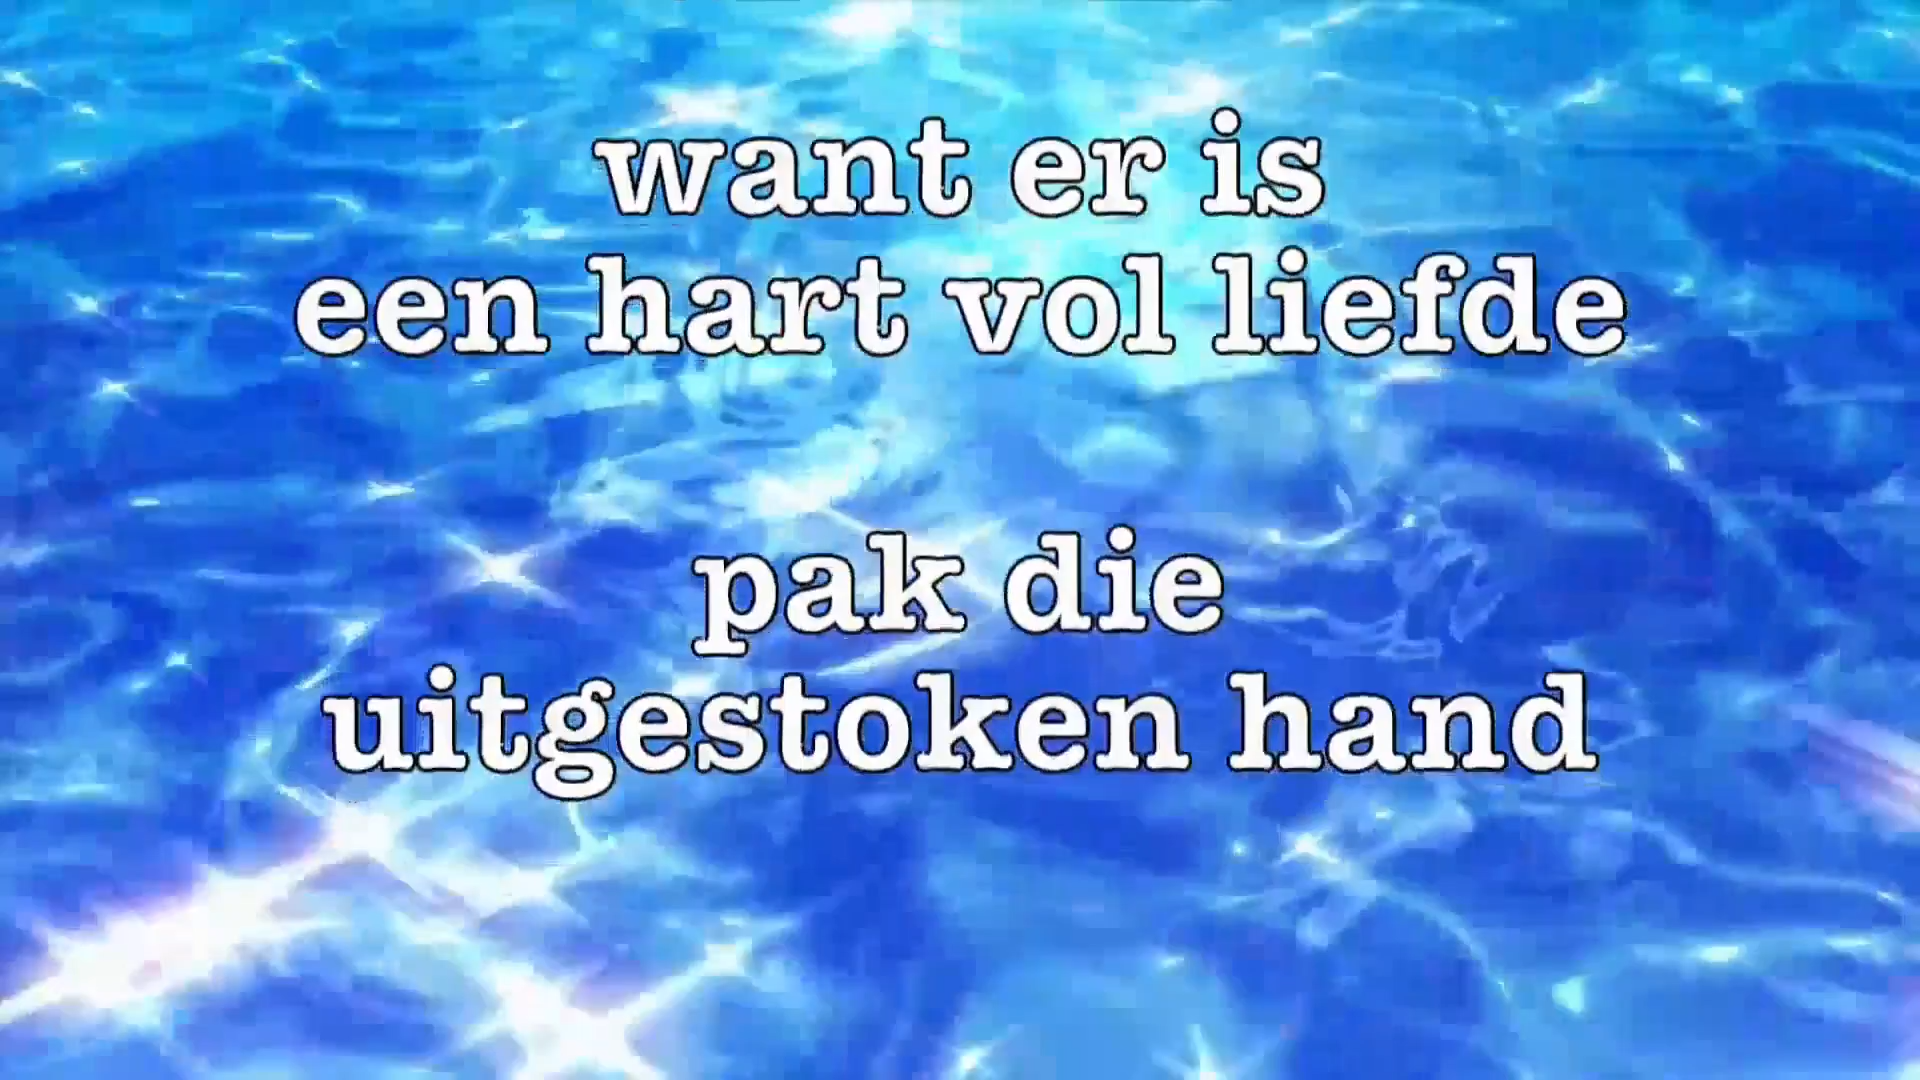 want er is
een hart vol liefde
pak die
uitgestoken hand